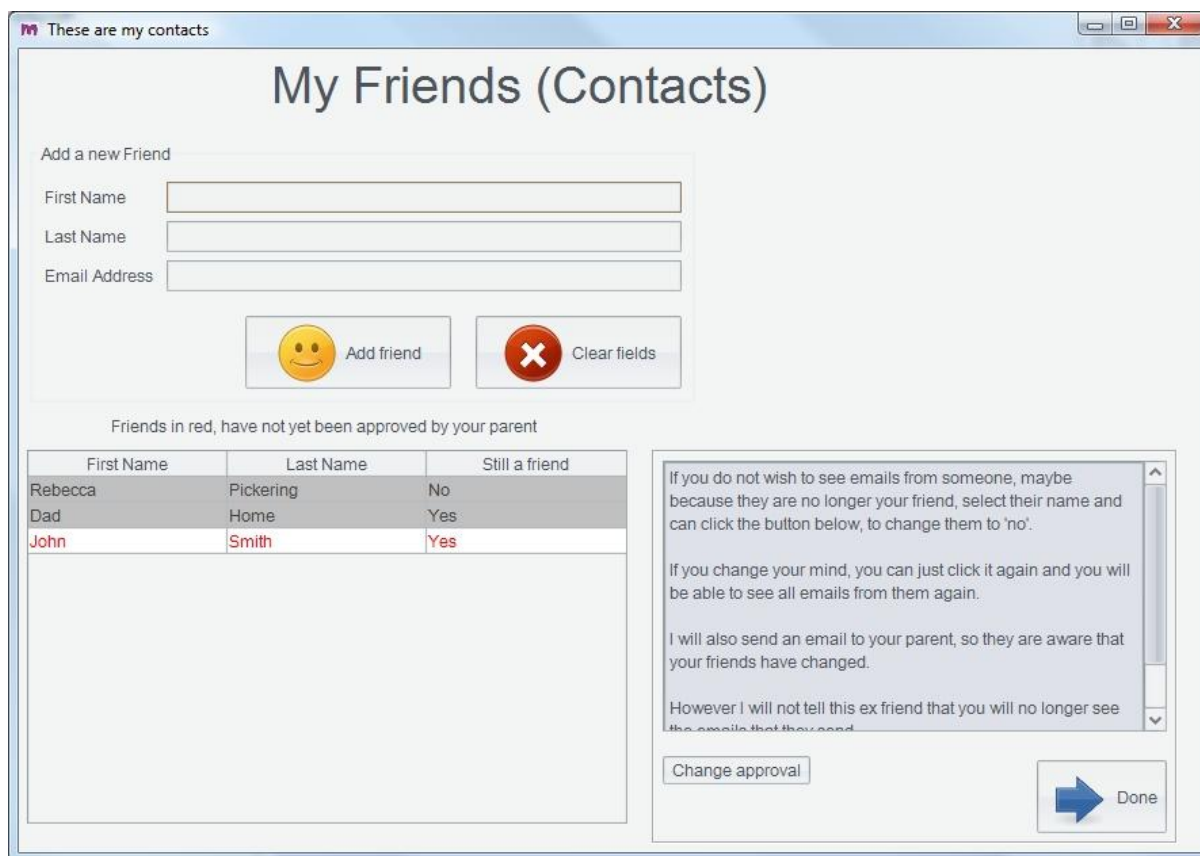 m These are my contacts
My Friends (Contacts)
Add a new Friend
First Name
Last Name
Email Address
Add friend Clear fields
Friends in red, have not yet been approved by your parent
First Name Last Name Still a friend
Rebecca Pickering No
Dad Home Yes
John Smith Yes
If you do not wish to see emails from someone, maybe
because they are no longer your friend, select their name and
can click the button below, to change them to 'no'.
If you change your mind, you can just click it again and you will
be able to see all emails from them again.
I will also send an email to your parent, so they are aware that
your friends have changed.
However I will not tell this ex friend that you will no longer see
the emails that they send
Change approval
Done